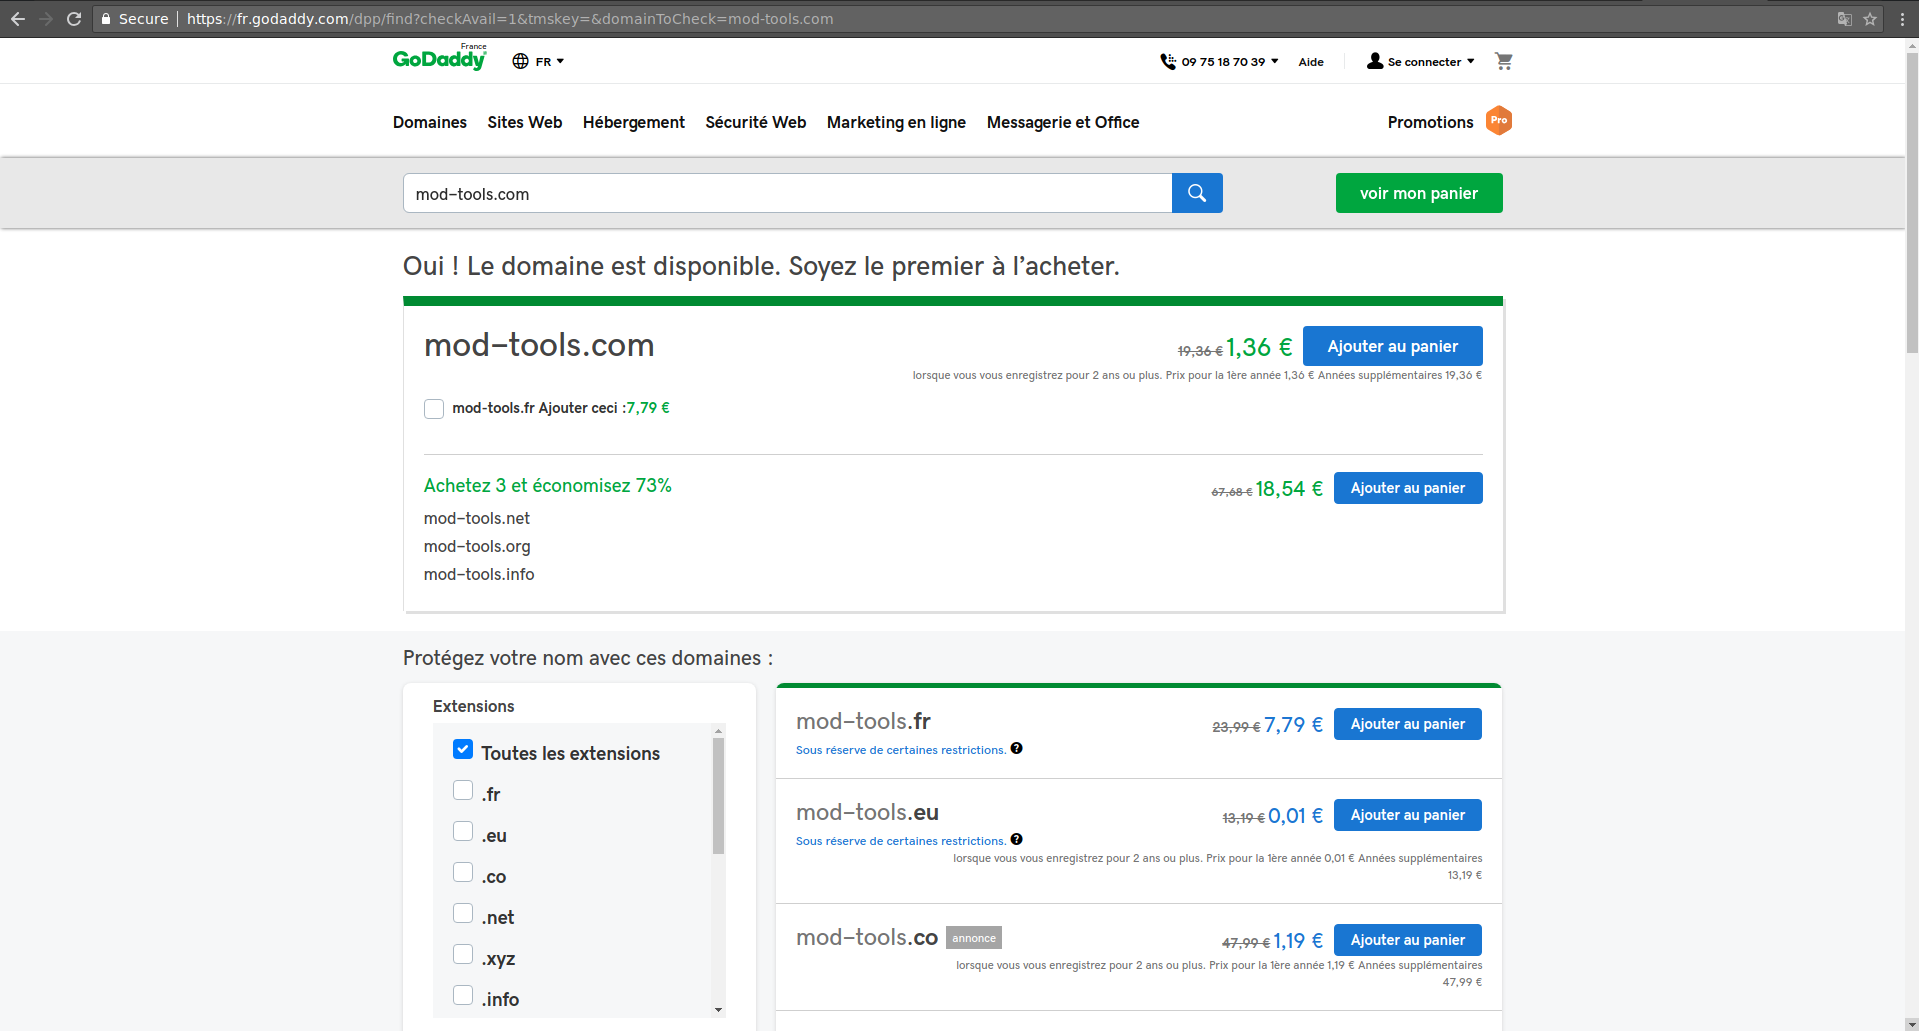 Secure https://fr.godaddy.com/dpp/find?checkAvail=1&tmskey=&domainToCheck=mod-tools.com
France
GoDaddy FR 09 75 18 70 39 Aide Se connecter
Domaines Sites Web Hébergement Sécurité Web Marketing en ligne Messagerie et Office Promotions Pro
mod-tools.com voir mon panier
Oui ! Le domaine est disponible. Soyez le premier à l’acheter.
mod-tools.com 19,36 € 1,36 € Ajouter au panier
lorsque vous vous enregistrez pour 2 ans ou plus. Prix pour la 1ère année 1,36 € Années supplémentaires 19,36 €
mod-tools.fr Ajouter ceci :7,79 €
Achetez 3 et économisez 73% 67,68 € 18,54 € Ajouter au panier
mod-tools.net
mod-tools.org
mod-tools.info
Protégez votre nom avec ces domaines :
Extensions
Toutes les extensions
.fr
.eu
.co
.net
.xyz
.info
mod-tools.fr 23,99 € 7,79 € Ajouter au panier
Sous réserve de certaines restrictions. ?
mod-tools.eu 13,19 € 0,01 € Ajouter au panier
Sous réserve de certaines restrictions. ?
lorsque vous vous enregistrez pour 2 ans ou plus. Prix pour la 1ère année 0,01 € Années supplémentaires
13,19 €
mod-tools.co annonce 47,99 € 1,19 € Ajouter au panier
lorsque vous vous enregistrez pour 2 ans ou plus. Prix pour la 1ère année 1,19 € Années supplémentaires
47,99 €